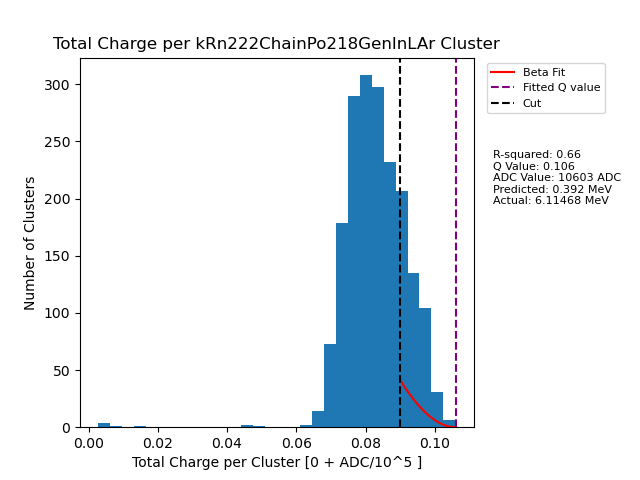 Total Charge per kRn222ChainPo218GenInLAr Cluster
Beta Fit
Fitted Q value
Cut
R-squared: 0.66
Q Value: 0.106
ADC Value: 10603 ADC
Predicted: 0.392 MeV
Actual: 6.11468 MeV
Number of Clusters
300
250
200
150
100
50
0
0.00 0.02 0.04 0.06 0.08 0.10
Total Charge per Cluster [0 + ADC/10^5 ]